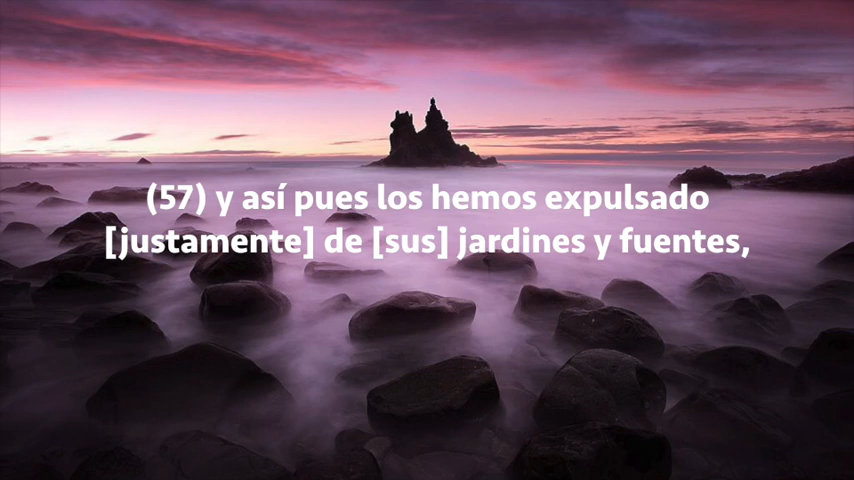 (57) y así pues los hemos expulsado
[justamente] de [sus] jardines y fuentes,